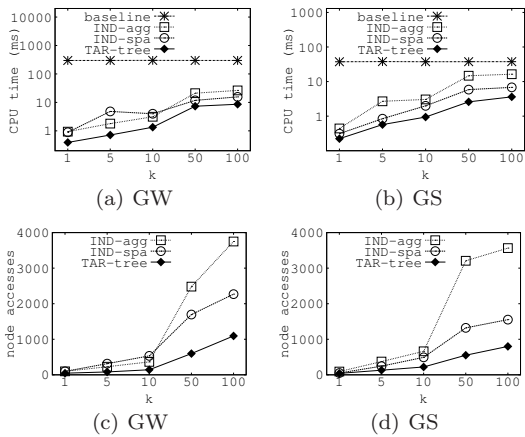 10000
1000
100
10
1
CPU time (ms)
baseline
IND-agg
IND-spa
TAR-tree
1 5 10 50 100
k
(a) GW
1000
100
10
1
CPU time (ms)
baseline
IND-agg
IND-spa
TAR-tree
1 5 10 50 100
k
(b) GS
4000
3000
2000
1000
0
node accesses
IND-agg
IND-spa
TAR-tree
1 5 10 50 100
k
(c) GW
4000
3000
2000
1000
0
node accesses
IND-agg
IND-spa
TAR-tree
1 5 10 50 100
k
(d) GS